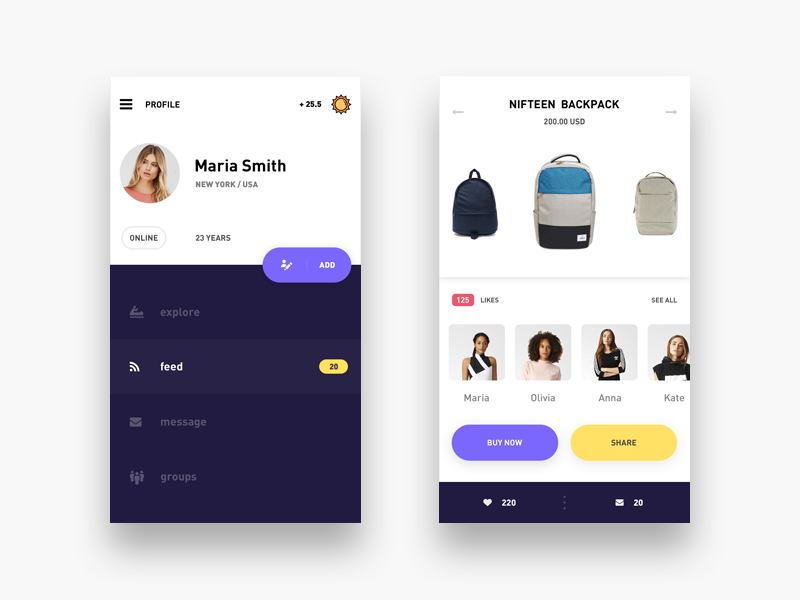 PROFILE
+ 25.5
Maria Smith
NEW YORK / USA
ONLINE
23 YEARS
ADD
explore
feed
20
message
groups
NIFTEEN BACKPACK
200.00 USD
125 LIKES
SEE ALL
Maria
Olivia
Anna
Kate
BUY NOW
SHARE
220
20